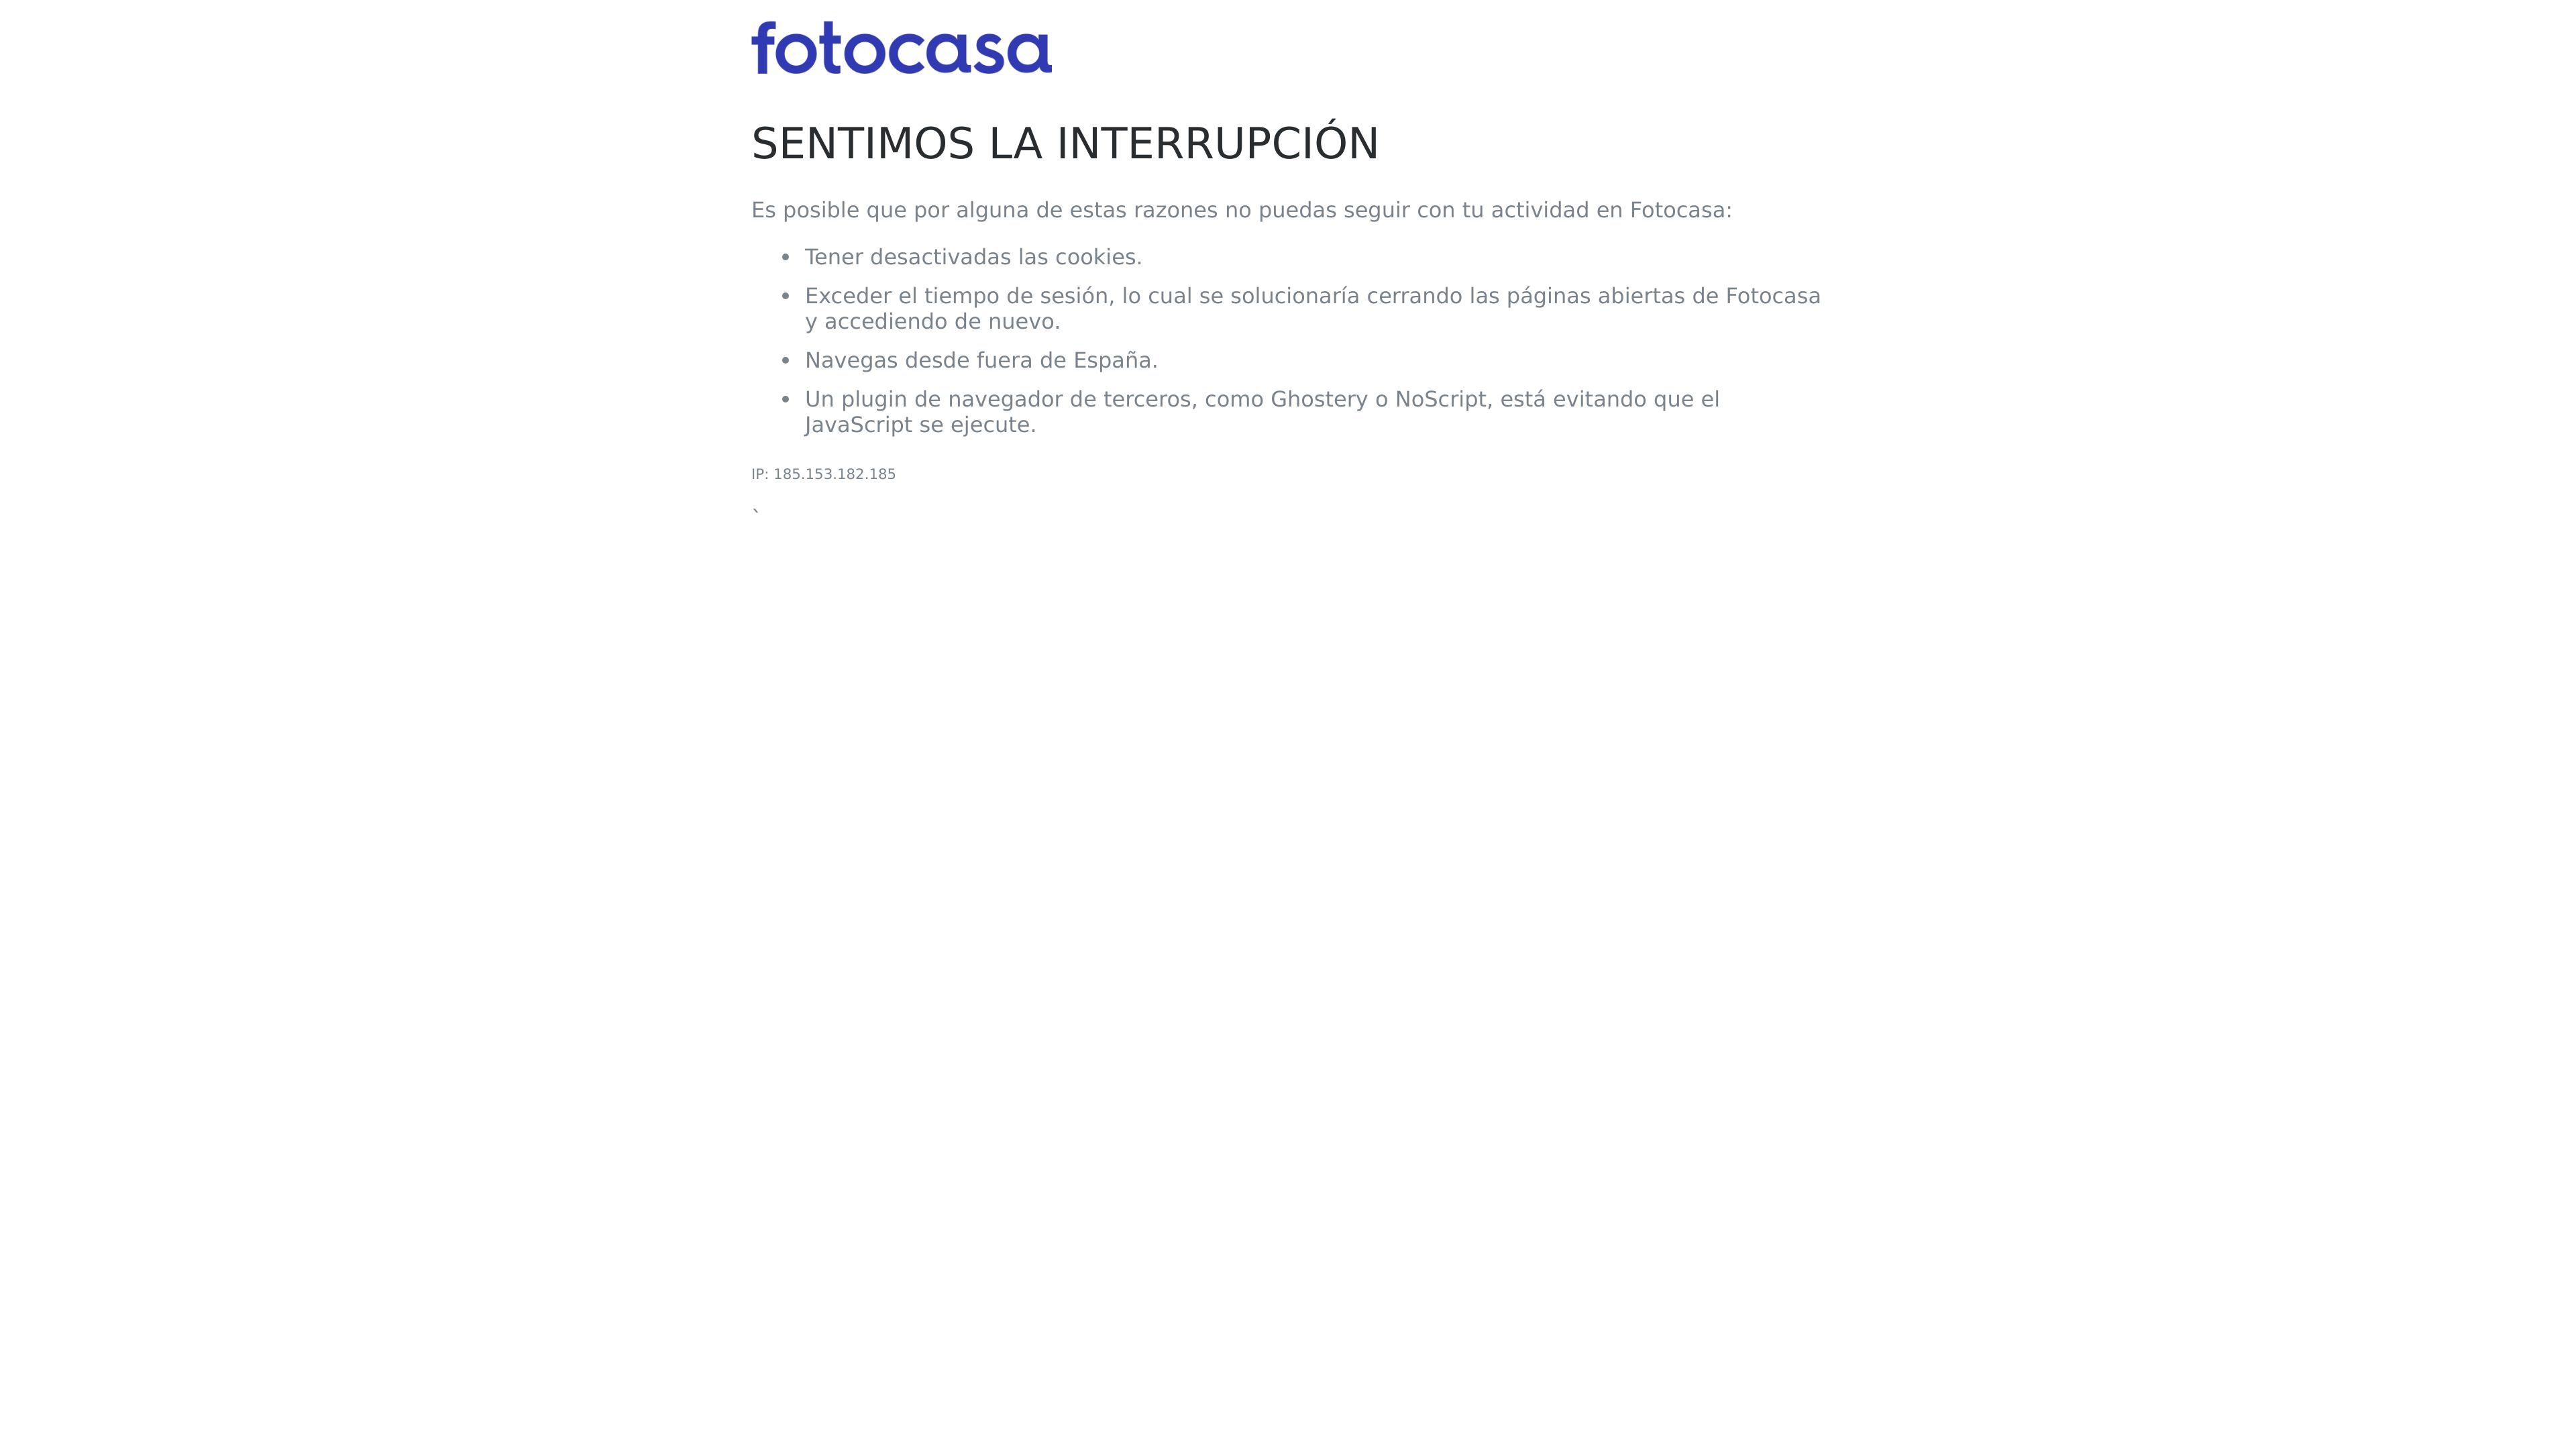 fotocasa
SENTIMOS LA INTERRUPCIÓN
Es posible que por alguna de estas razones no puedas seguir con tu actividad en Fotocasa:
• Tener desactivadas las cookies.
• Exceder el tiempo de sesión, lo cual se solucionaría cerrando las páginas abiertas de Fotocasa
y accediendo de nuevo.
• Navegas desde fuera de España.
• Un plugin de navegador de terceros, como Ghostery o NoScript, está evitando que el
JavaScript se ejecute.
IP: 185.153.182.185
`